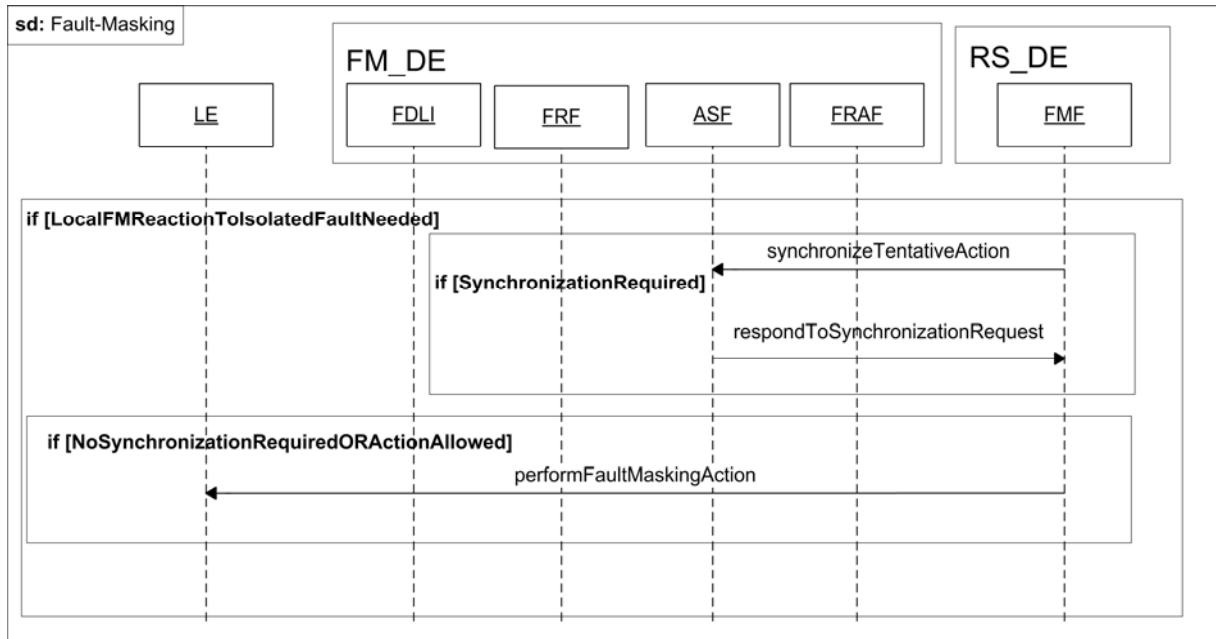 sd: Fault-Masking
FM_DE
RS_DE
LE
FDLI
FRF
ASF
FRAF
FMF
if [LocalFMReactionToIsolatedFaultNeeded]
synchronizeTentativeAction
if [SynchronizationRequired]
respondToSynchronizationRequest
if [NoSynchronizationRequiredORActionAllowed]
performFaultMaskingAction